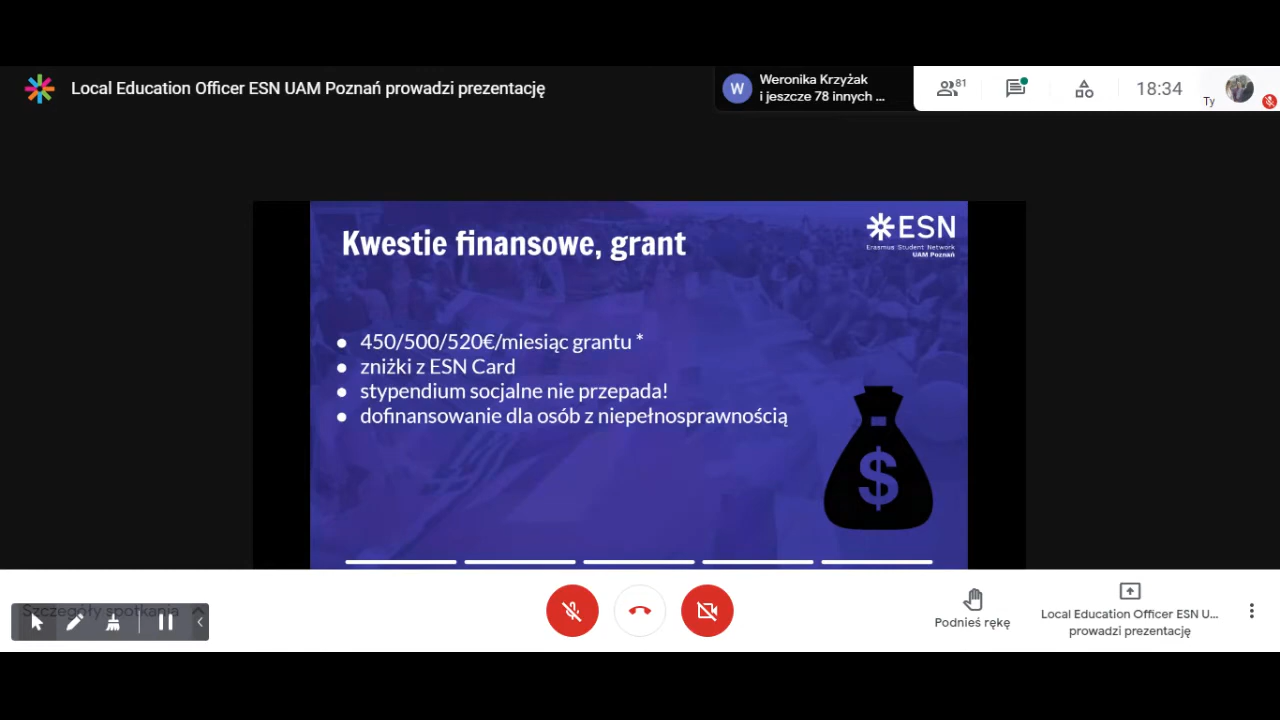 Local Education Officer ESN UAM Poznań prowadzi prezentację
W
Weronika Krzyżak
i jeszcze 78 innych ...
81
18:34
Ty
Kwestie finansowe, grant
ESN
Erasmus Student Network
UAM Poznań
450/500/520€/miesiąc grantu *
zniżki z ESN Card
stypendium socjalne nie przepada!
dofinansowanie dla osób z niepełnosprawnością
$
Szczegóły spotkania
Podnieś rękę
Local Education Officer ESN U...
prowadzi prezentację